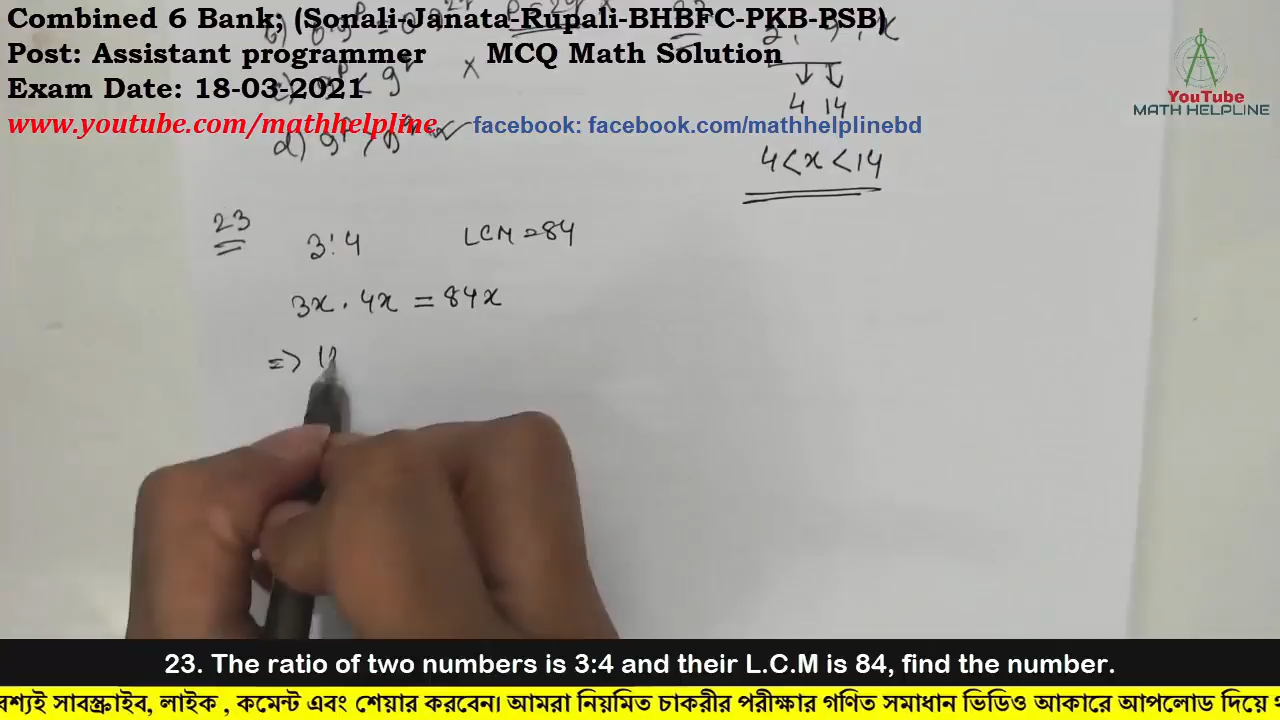 Combined 6 Bank; (Sonali-Janata-Rupali-BHBFC-PKB-PSB)
Post: Assistant programmer MCQ Math Solution
Exam Date: 18-03-2021
www.youtube.com/mathhelpline facebook: facebook.com/mathhelplinebd
YouTube
MATH HELPLINE
4 14
4<x<14
23
3:4 LCM = 84
3x . 4x = 84x
=> 12
23. The ratio of two numbers is 3:4 and their L.C.M is 84, find the number.
সাবস্ক্রাইব, লাইক , কমেন্ট এবং শেয়ার করবেন। আমরা নিয়মিত চাকরীর পরীক্ষার গণিত সমাধান ভিডিও আকারে আপলোড দিয়ে